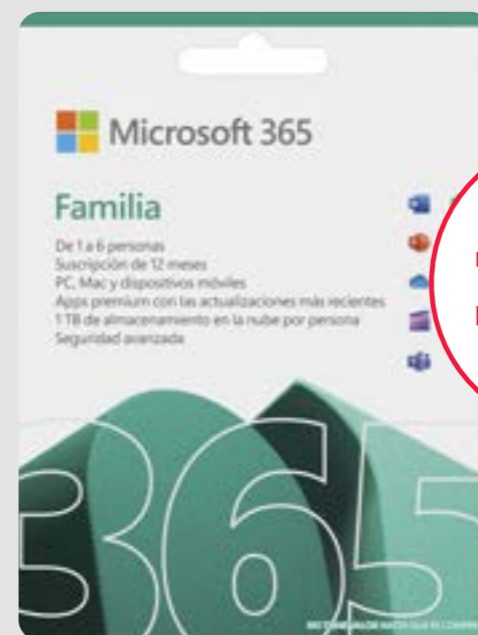 Microsoft 365
Familia
De 1 a 6 personas
Suscripción de 12 meses
PC, Mac y dispositivos móviles
Apps premium con las actualizaciones más recientes
1 TB de almacenamiento en la nube por persona
Seguridad avanzada
365